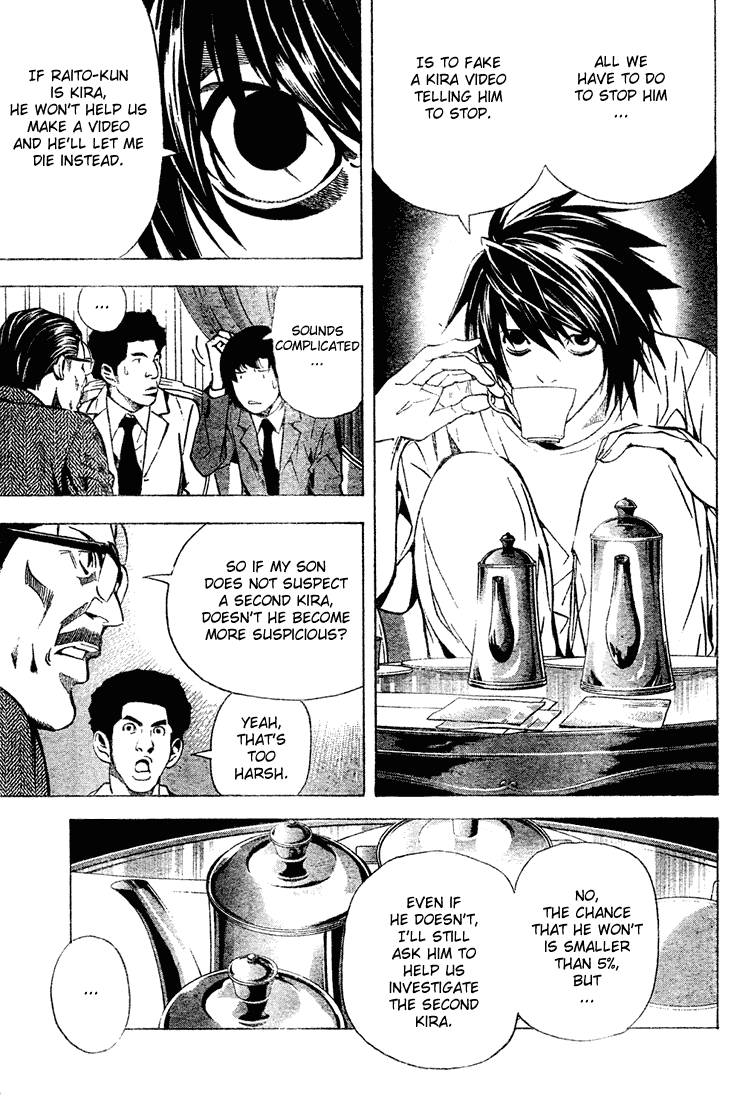 ALL WE
HAVE TO DO
TO STOP HIM
...
IS TO FAKE
A KIRA VIDEO
TELLING HIM
TO STOP.
IF RAITO-KUN
IS KIRA,
HE WON'T HELP US
MAKE A VIDEO
AND HE'LL LET ME
DIE INSTEAD.
SOUNDS
COMPLICATED
...
...
SO IF MY SON
DOES NOT SUSPECT
A SECOND KIRA,
DOESN'T HE BECOME
MORE SUSPICIOUS?
YEAH,
THAT'S
TOO
HARSH.
NO,
THE CHANCE
THAT HE WON'T
IS SMALLER
THAN 5%,
BUT
...
EVEN IF
HE DOESN'T,
I'LL STILL
ASK HIM TO
HELP US
INVESTIGATE
THE SECOND
KIRA.
...